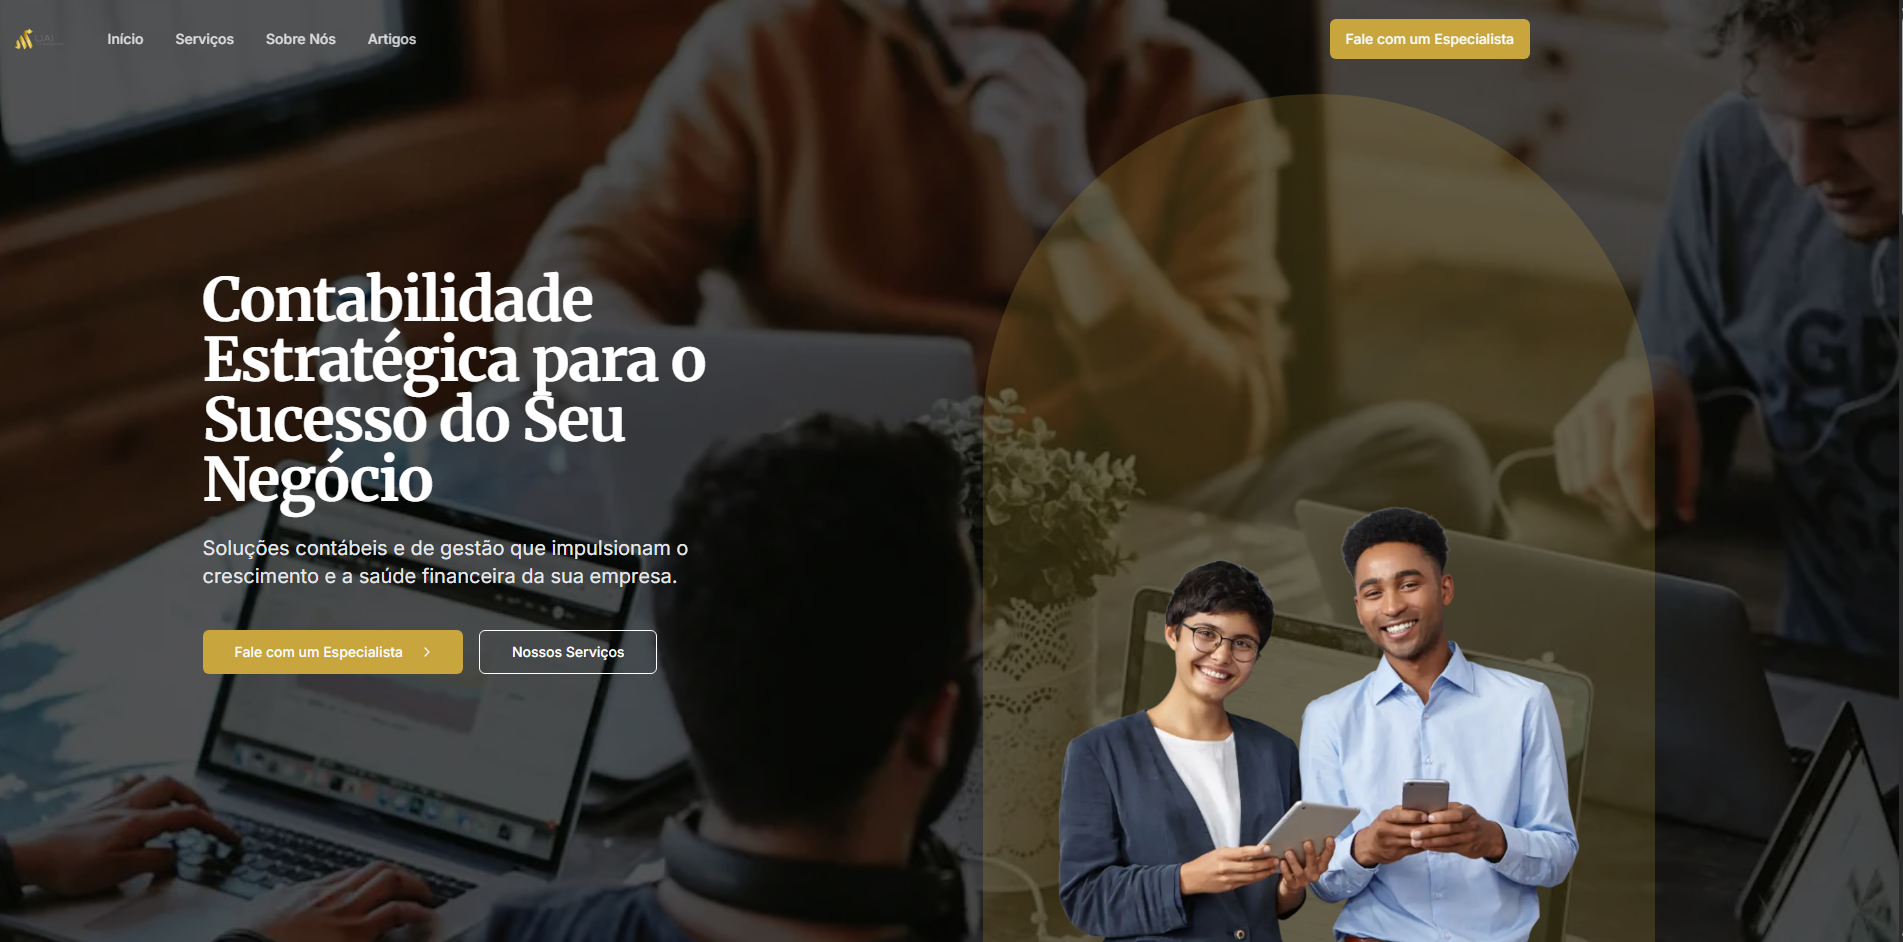 Início Serviços Sobre Nós Artigos Fale com um Especialista
Contabilidade
Estratégica para o
Sucesso do Seu
Negócio
Soluções contábeis e de gestão que impulsionam o
crescimento e a saúde financeira da sua empresa.
Fale com um Especialista Nossos Serviços